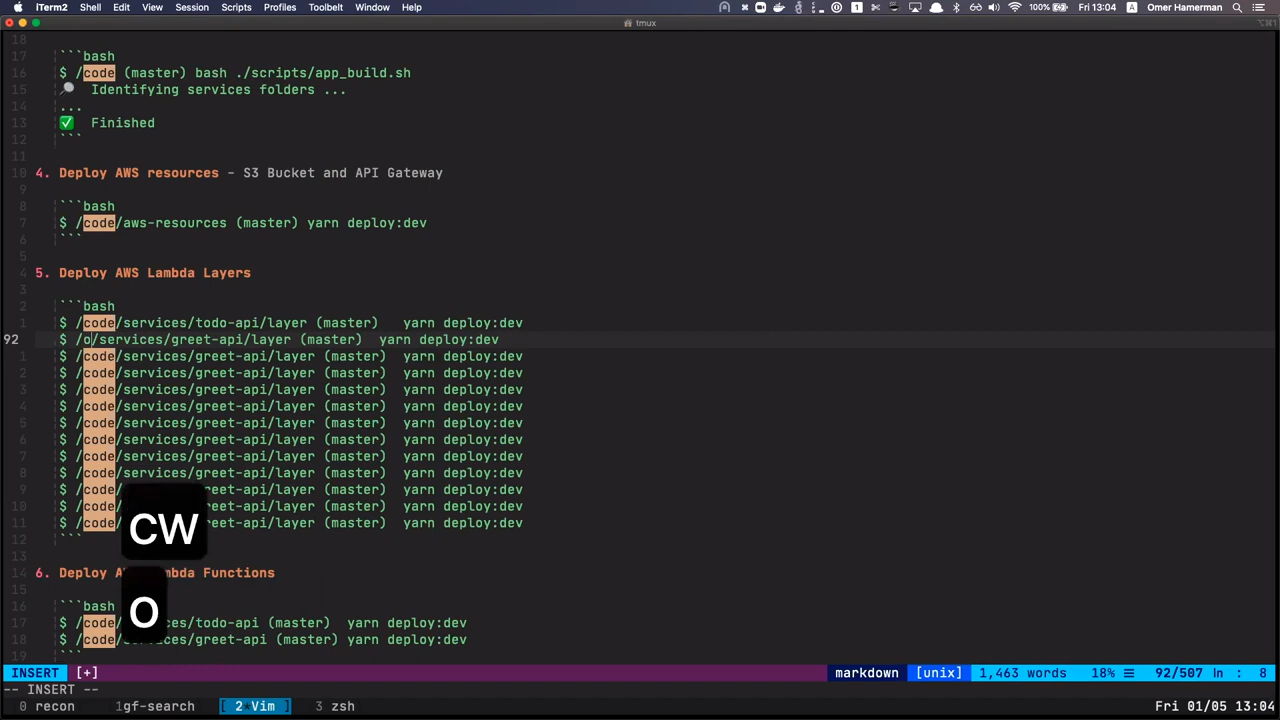 iTerm2 Shell Edit View Session Scripts Profiles Toolbelt Window Help 1 100% Fri 13:04 A Omer Hamerman
tmux ⌥⌘1
18
17 ```bash
16 $ /code (master) bash ./scripts/app_build.sh
15 🔎 Identifying services folders ...
14 ...
13 ✅ Finished
12 ```
11
10 4. Deploy AWS resources - S3 Bucket and API Gateway
9
8 ```bash
7 $ /code/aws-resources (master) yarn deploy:dev
6 ```
5
4 5. Deploy AWS Lambda Layers
3
2 ```bash
1 $ /code/services/todo-api/layer (master) yarn deploy:dev
92 $ /o/services/greet-api/layer (master) yarn deploy:dev
1 $ /code/services/greet-api/layer (master) yarn deploy:dev
2 $ /code/services/greet-api/layer (master) yarn deploy:dev
3 $ /code/services/greet-api/layer (master) yarn deploy:dev
4 $ /code/services/greet-api/layer (master) yarn deploy:dev
5 $ /code/services/greet-api/layer (master) yarn deploy:dev
6 $ /code/services/greet-api/layer (master) yarn deploy:dev
7 $ /code/services/greet-api/layer (master) yarn deploy:dev
8 $ /code/services/greet-api/layer (master) yarn deploy:dev
9 $ /code reet-api/layer (master) yarn deploy:dev
10 $ /code reet-api/layer (master) yarn deploy:dev
11 $ /code reet-api/layer (master) yarn deploy:dev
12 ```
cw
13
14 6. Deploy A mbda Functions
15
16 ```bash
17 $ /code as/todo-api (master) yarn deploy:dev
18 $ /code/services/greet-api (master) yarn deploy:dev
19 ```
o
INSERT [+] markdown [unix] 1,463 words 18% ☰ 92/507 ln : 8
-- INSERT --
0 recon 1gf-search 2*Vim 3 zsh Fri 01/05 13:04